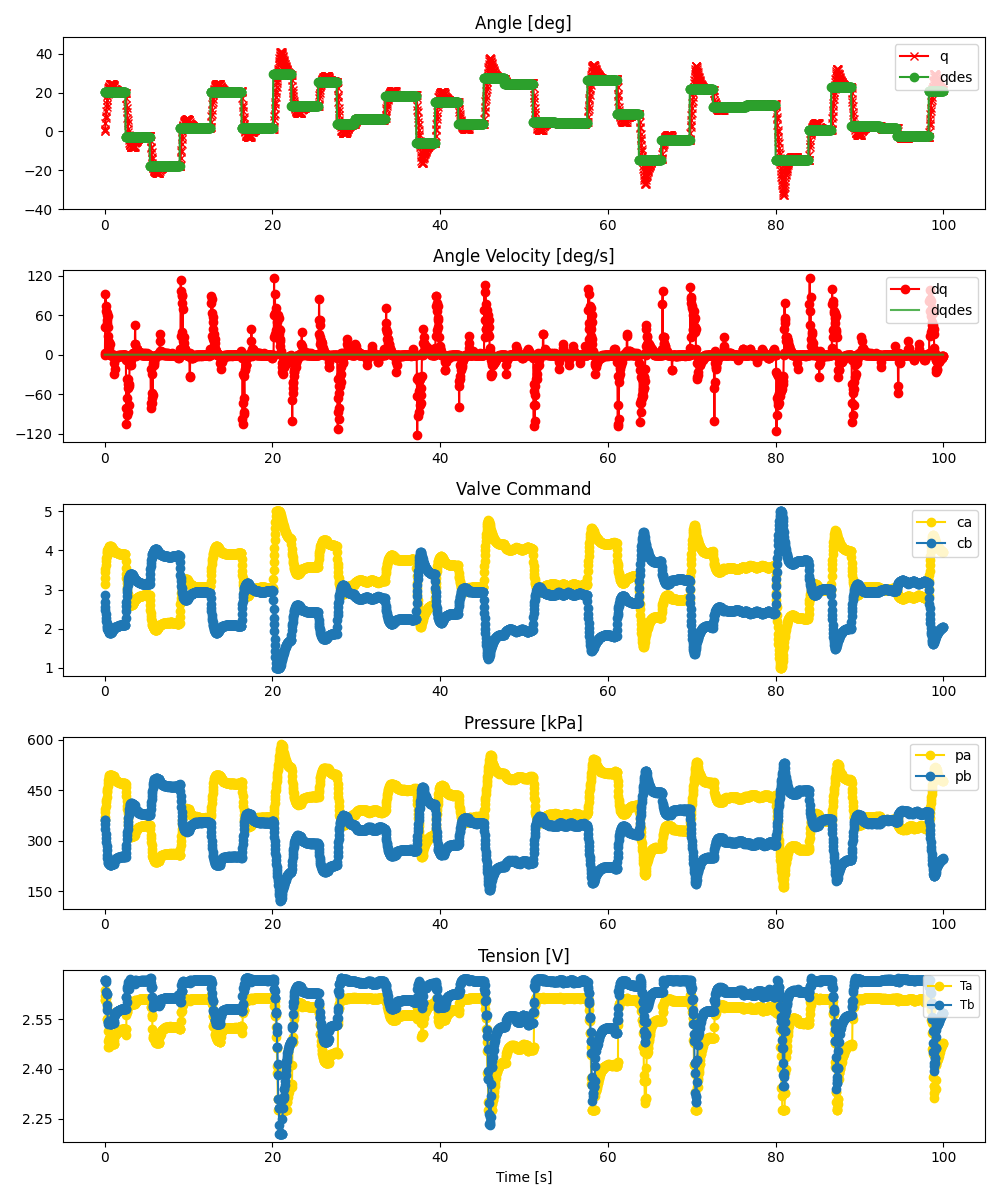 Angle [deg]
40
20
0
−20
−40
q
qdes
0 20 40 60 80 100
Angle Velocity [deg/s]
120
60
0
−60
−120
dq
dqdes
0 20 40 60 80 100
Valve Command
5
4
3
2
1
ca
cb
0 20 40 60 80 100
Pressure [kPa]
600
450
300
150
pa
pb
0 20 40 60 80 100
Tension [V]
2.55
2.40
2.25
Ta
Tb
0 20 40 60 80 100
Time [s]